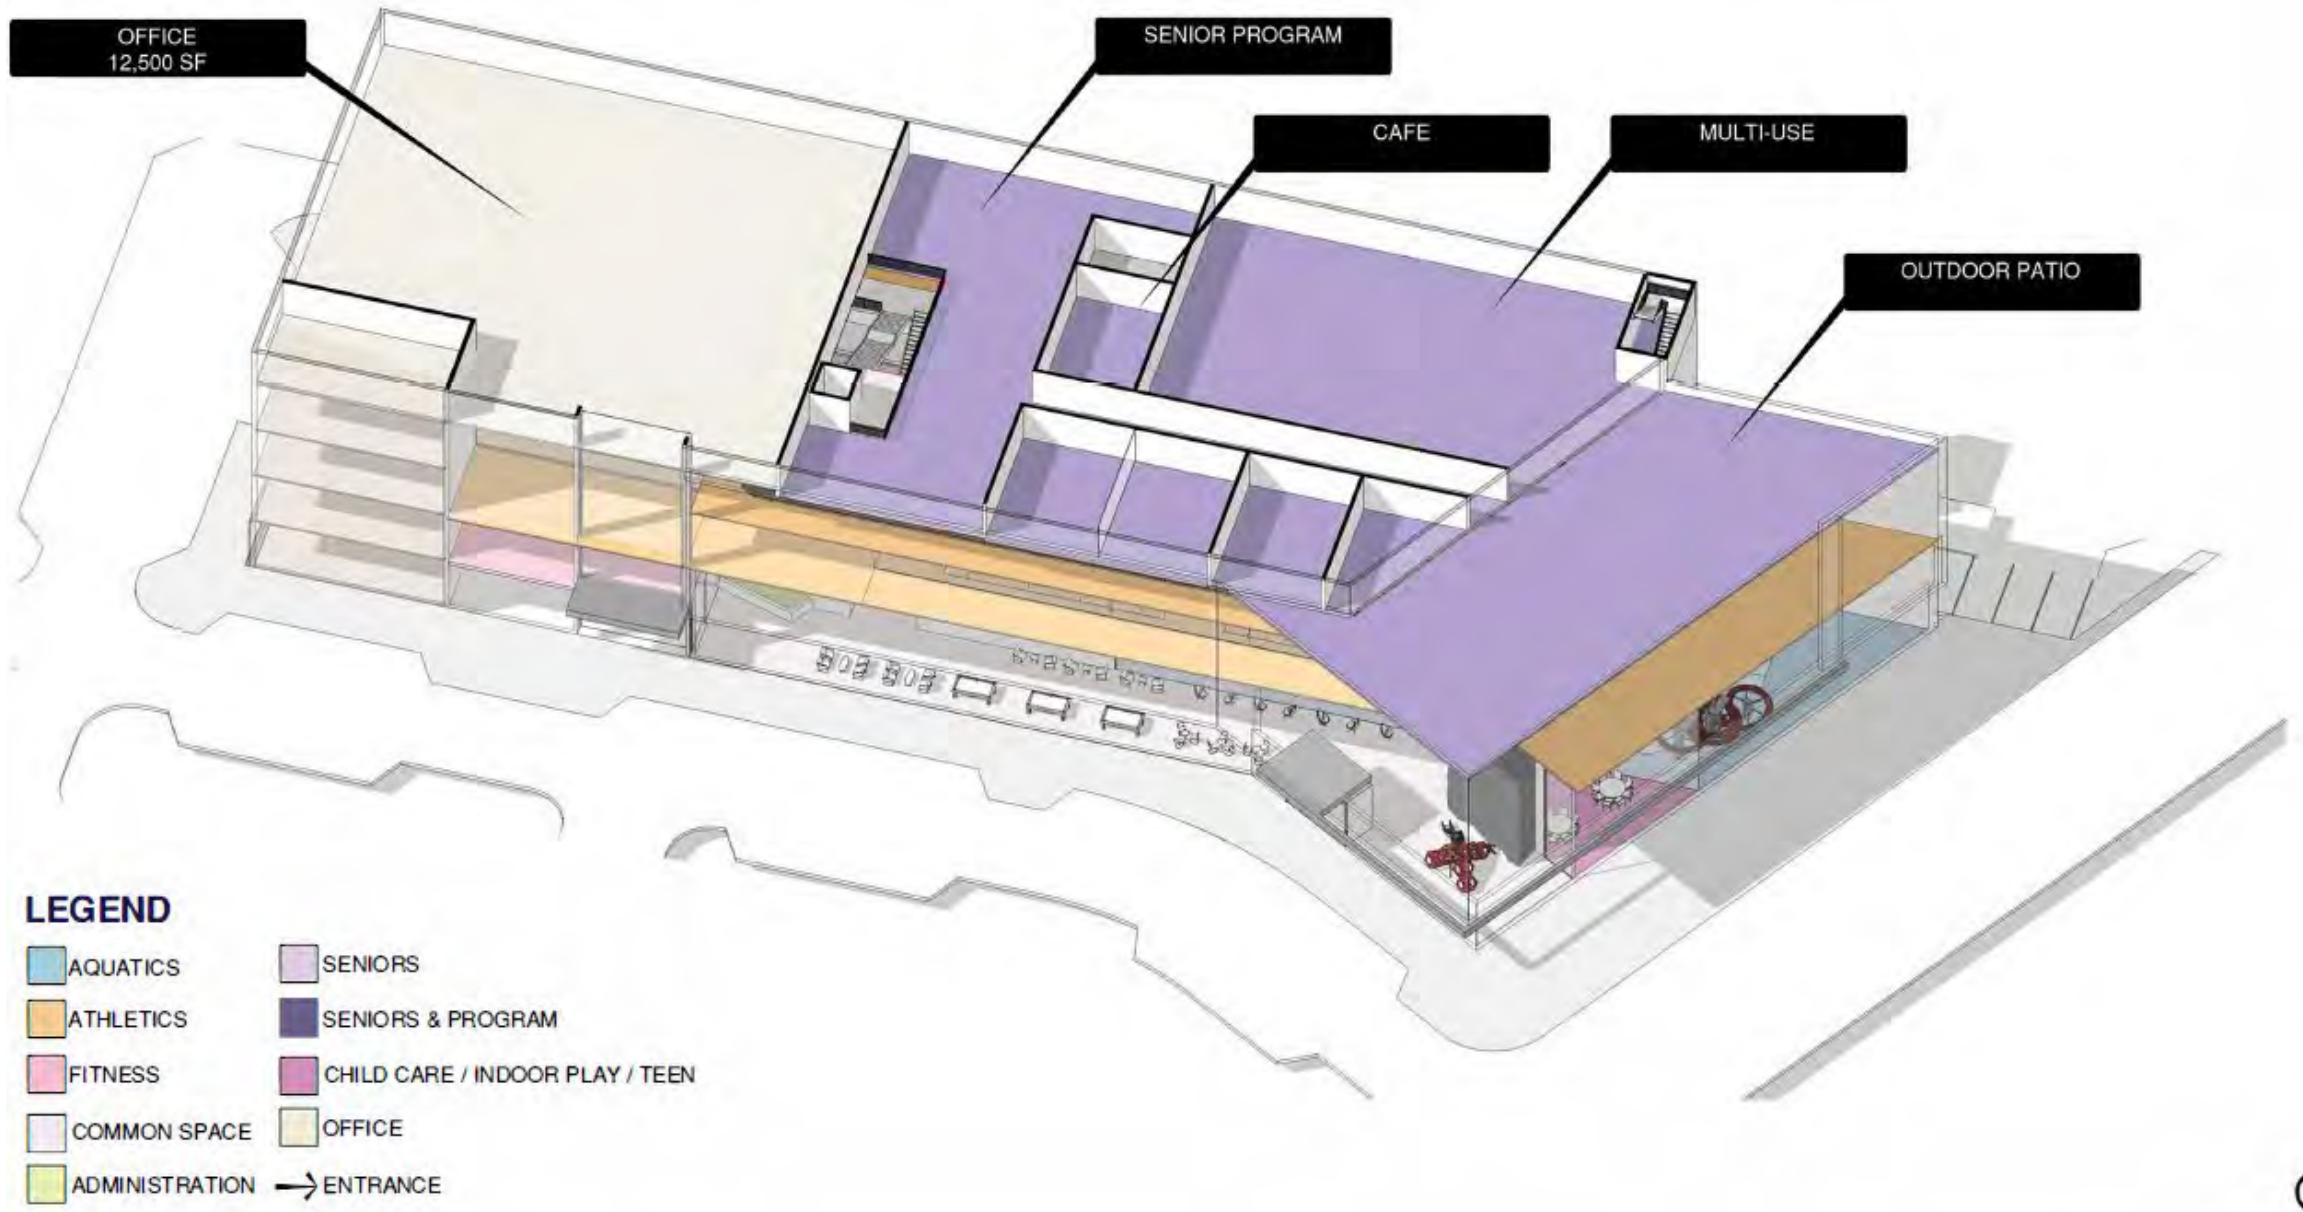 OFFICE
12,500 SF
SENIOR PROGRAM
CAFE
MULTI-USE
OUTDOOR PATIO
LEGEND
AQUATICS
ATHLETICS
FITNESS
COMMON SPACE
ADMINISTRATION
SENIORS
SENIORS & PROGRAM
CHILD CARE / INDOOR PLAY / TEEN
OFFICE
ENTRANCE